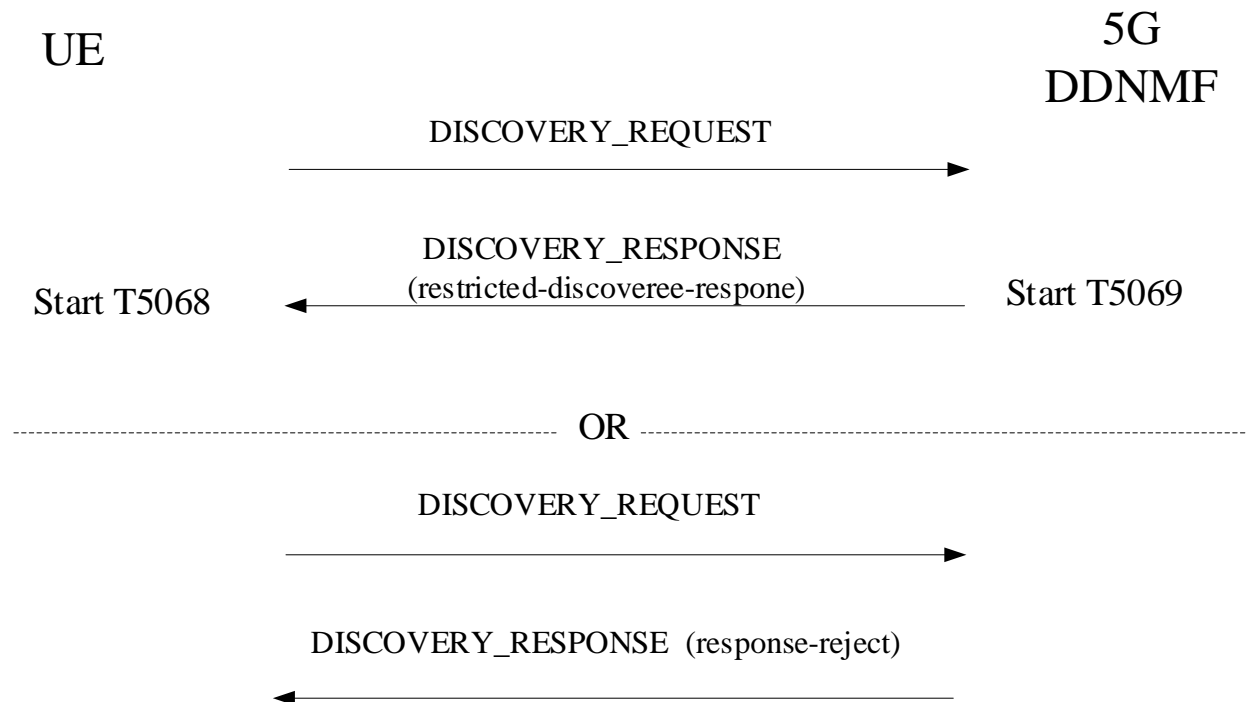 UE
5G
DDNMF
DISCOVERY_REQUEST
DISCOVERY_RESPONSE
(restricted-discoveree-respone)
Start T5068
Start T5069
OR
DISCOVERY_REQUEST
DISCOVERY_RESPONSE (response-reject)